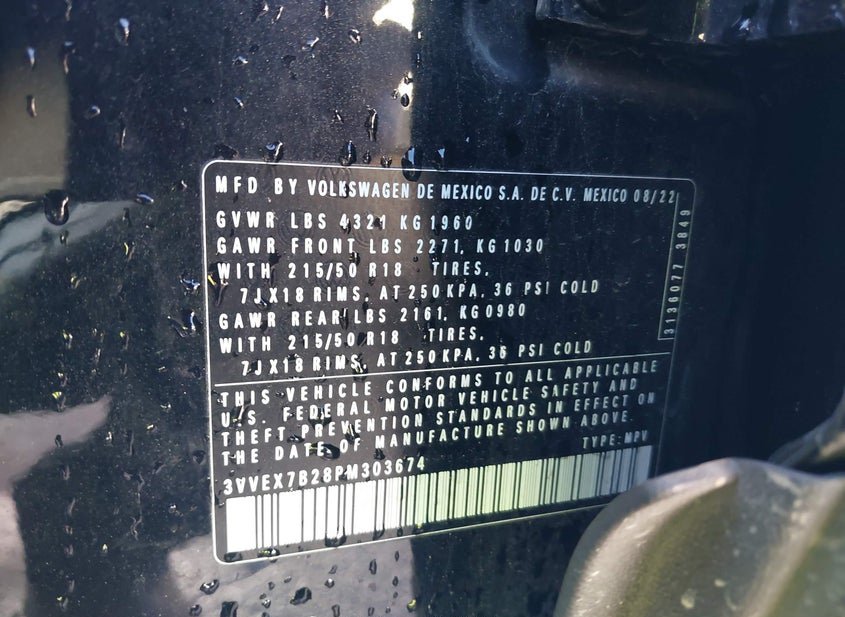 MFD BY VOLKSWAGEN DE MEXICO S.A. DE C.V. MEXICO 08/22
GVWR LBS 4321 KG 1960
GAWR FRONT LBS 2271, KG 1030
WITH 215/50 R18 TIRES,
7JX18 RIMS, AT 250 KPA, 36 PSI COLD
GAWR REAR LBS 2161, KG 0980
WITH 215/50 R18 TIRES,
7JX18 RIMS, AT 250 KPA, 36 PSI COLD
3136077 3849
THIS VEHICLE CONFORMS TO ALL APPLICABLE
U.S. FEDERAL MOTOR VEHICLE SAFETY AND
THEFT PREVENTION STANDARDS IN EFFECT ON
THE DATE OF MANUFACTURE SHOWN ABOVE.
TYPE: MPV
3VVEX7B28PM303674